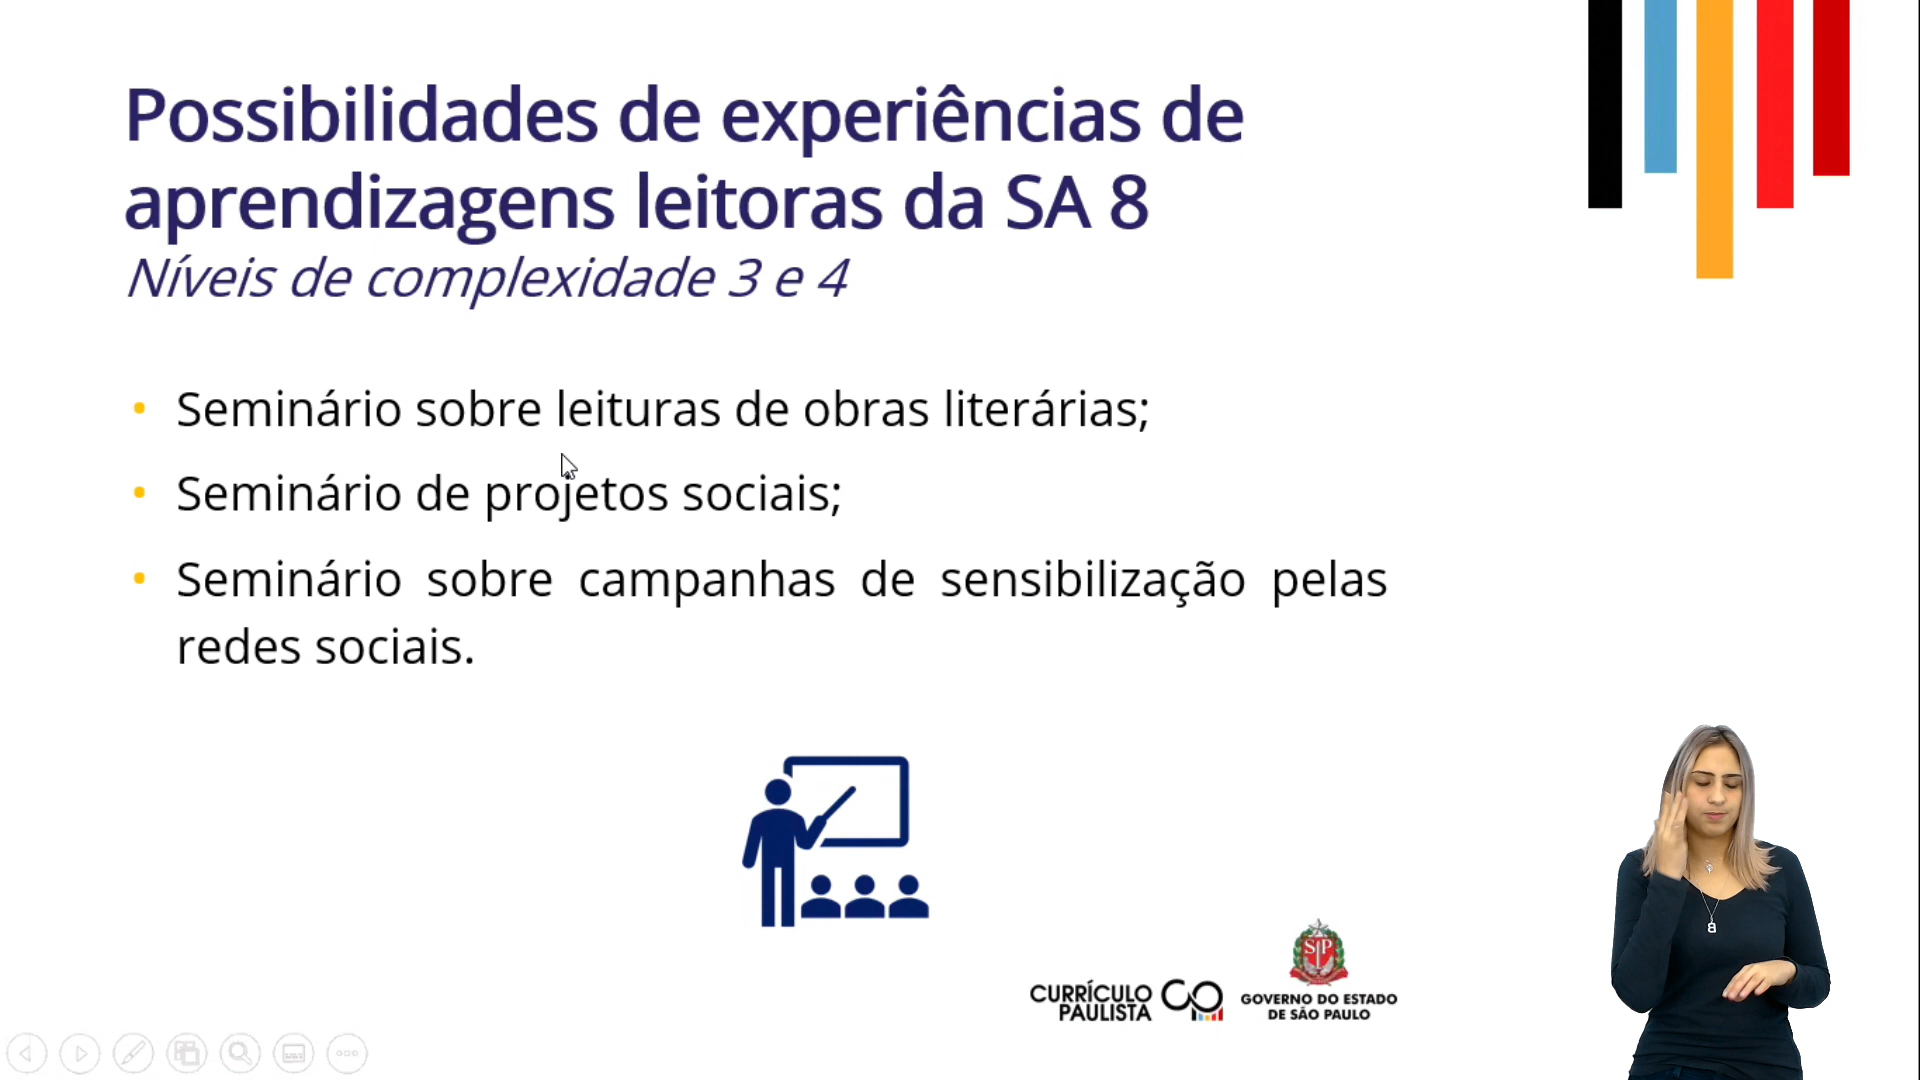 Possibilidades de experiências de
aprendizagens leitoras da SA 8
Níveis de complexidade 3 e 4
• Seminário sobre leituras de obras literárias;
• Seminário de projetos sociais;
• Seminário sobre campanhas de sensibilização pelas
redes sociais.
SP
CURRÍCULO
PAULISTA
GOVERNO DO ESTADO
DE SÃO PAULO
B